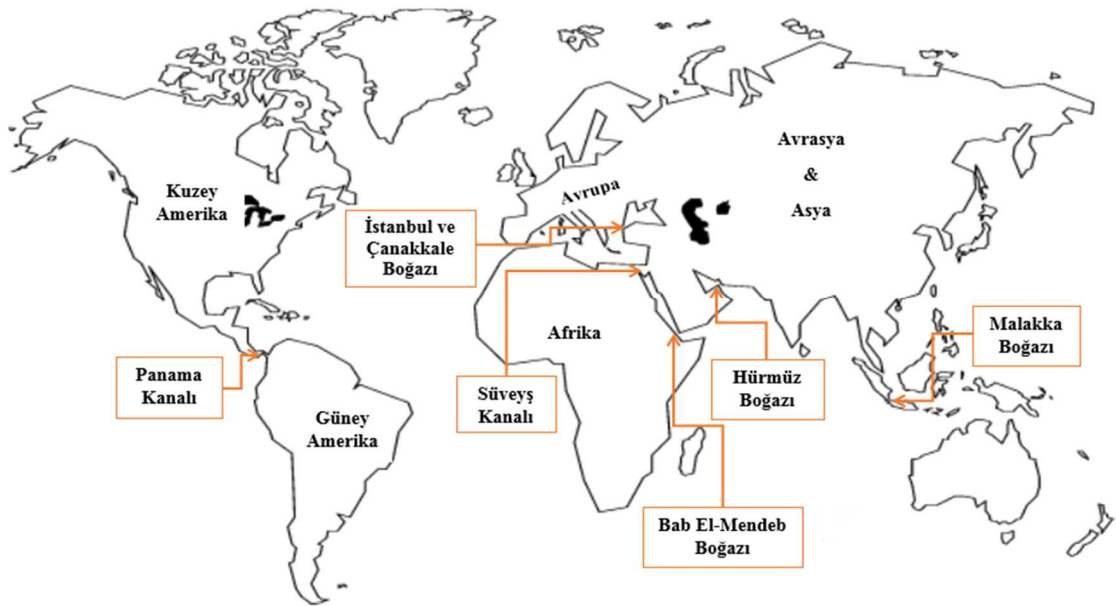 Kuzey
Amerika
Avrupa
Avrasya
&
Asya
İstanbul ve
Çanakkale
Boğazı
Afrika
Malakka
Boğazı
Panama
Kanalı
Süveyş
Kanalı
Hürmüz
Boğazı
Güney
Amerika
Bab El-Mendeb
Boğazı